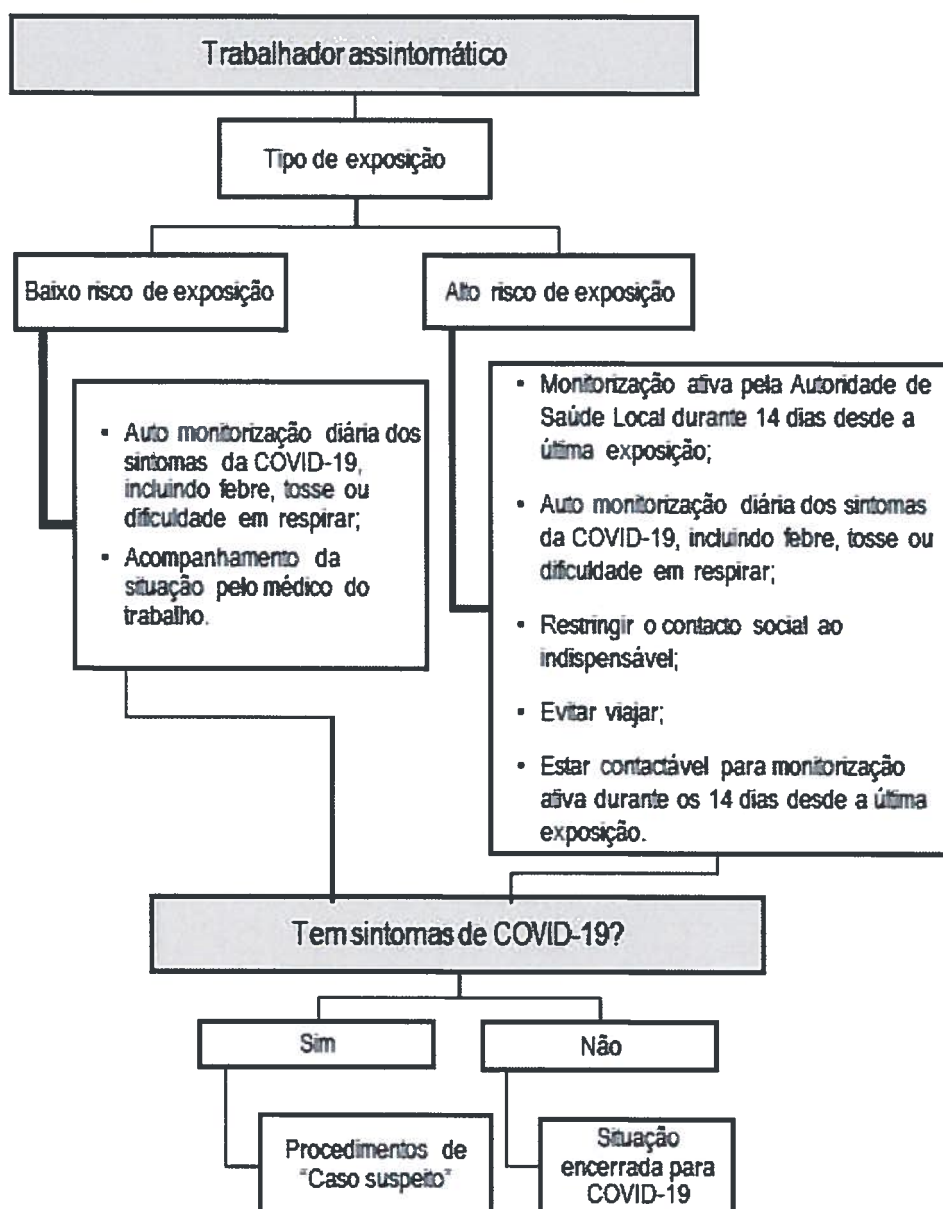 Trabalhador assintomático
Tipo de exposição
Baixo risco de exposição
Alto risco de exposição
• Auto monitorização diária dos
sintomas da COVID-19,
incluindo febre, tosse ou
dificuldade em respirar;
• Acompanhamento da
situação pelo médico do
trabalho.
• Monitorização ativa pela Autoridade de
Saúde Local durante 14 dias desde a
última exposição;
• Auto monitorização diária dos sintomas
da COVID-19, incluindo febre, tosse ou
dificuldade em respirar;
• Restringir o contacto social ao
indispensável;
• Evitar viajar;
• Estar contactável para monitorização
ativa durante os 14 dias desde a última
exposição.
Tem sintomas de COVID-19?
Sim
Não
Procedimentos de
"Caso suspeito"
Situação
encerrada para
COVID-19